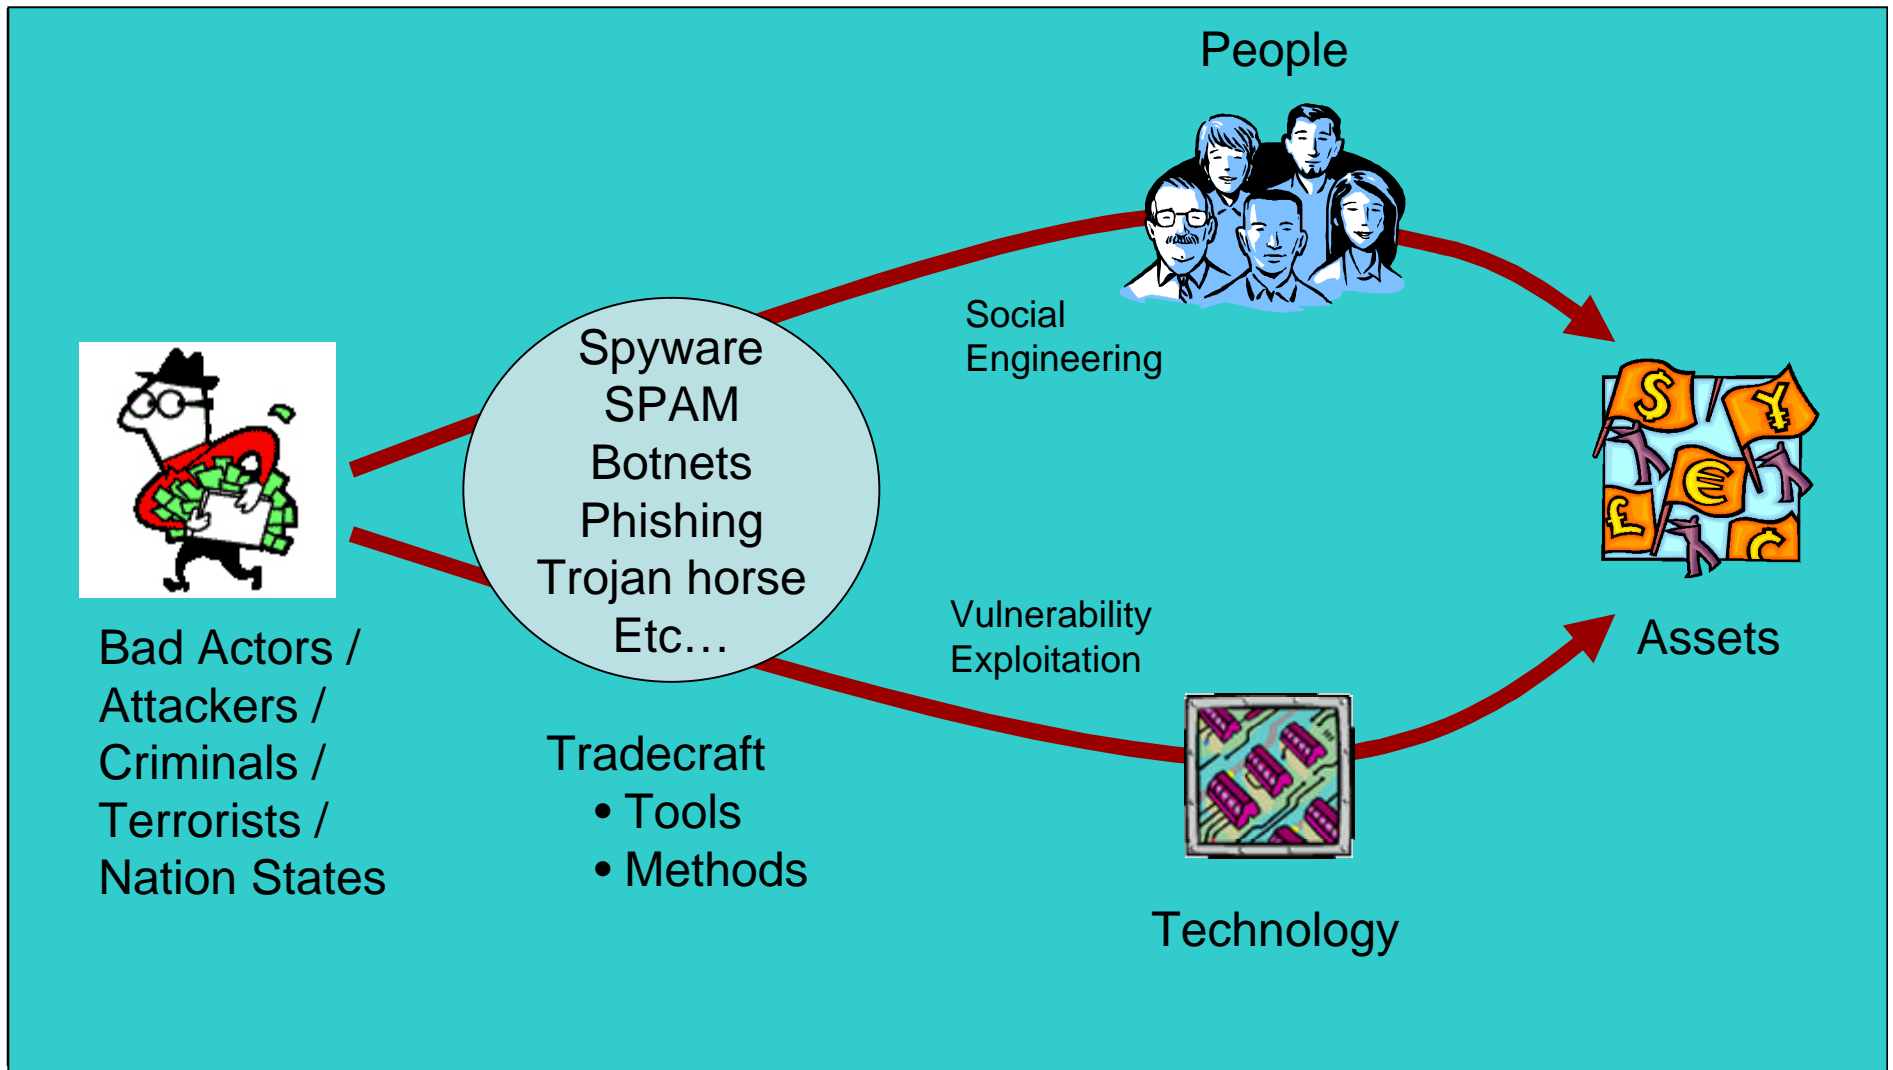 People
Social
Engineering
Spyware
SPAM
Botnets
Phishing
Trojan horse
Etc…
$
¥
€
£
Bad Actors /
Attackers /
Criminals /
Terrorists /
Nation States
Tradecraft
• Tools
• Methods
Vulnerability
Exploitation
Assets
Technology